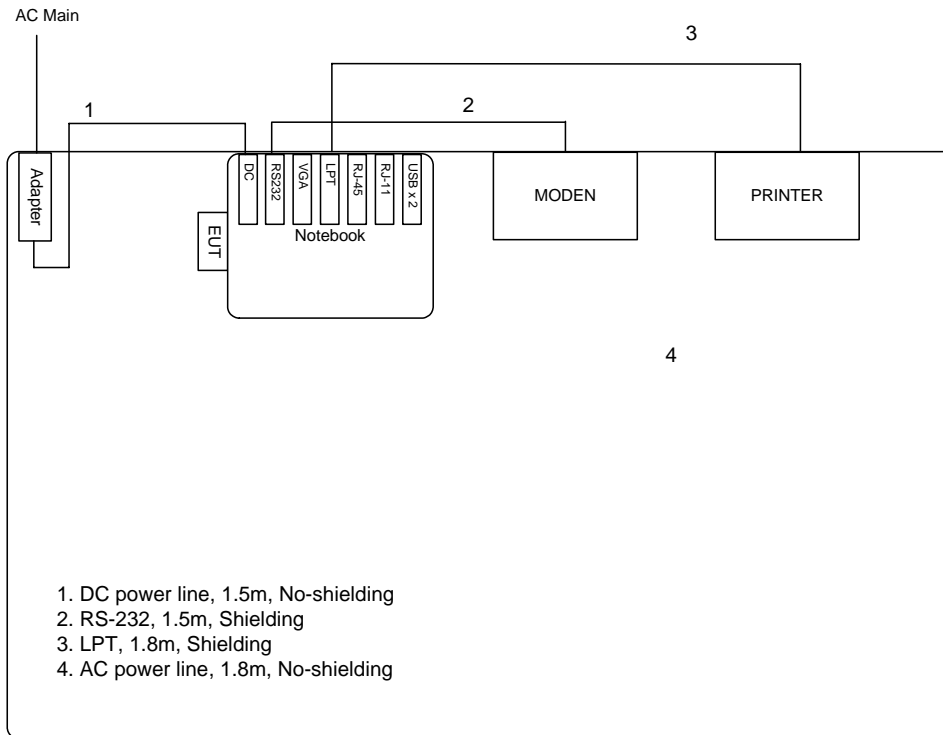 AC Main
3
1
2
Adapter
DC
RS232
VGA
LPT
RJ-45
RJ-11
USB x 2
MODEN
PRINTER
EUT
Notebook
4
1. DC power line, 1.5m, No-shielding
2. RS-232, 1.5m, Shielding
3. LPT, 1.8m, Shielding
4. AC power line, 1.8m, No-shielding